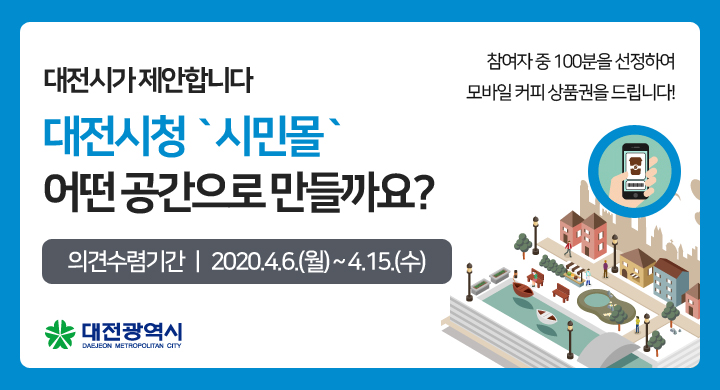 대전시가 제안합니다
대전시청 `시민몰`
어떤 공간으로 만들까요?
의견수렴기간 | 2020.4.6.(월) ~ 4.15.(수)
참여자 중 100분을 선정하여
모바일 커피 상품권을 드립니다!
대전광역시
DAEJEON METROPOLITAN CITY